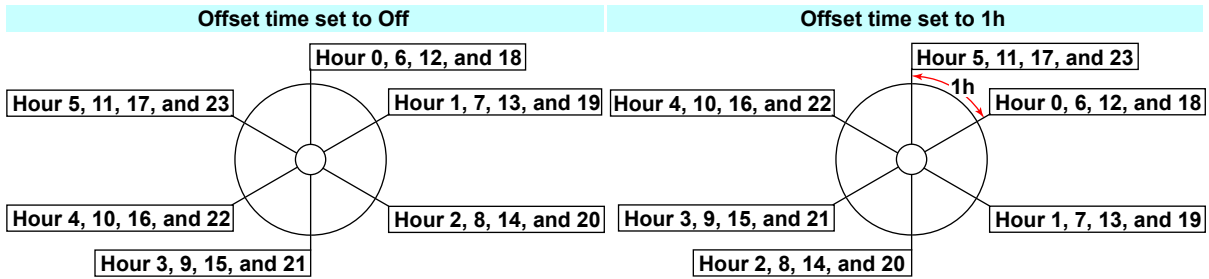 Offset time set to Off
Hour 0, 6, 12, and 18
Hour 5, 11, 17, and 23
Hour 1, 7, 13, and 19
Hour 4, 10, 16, and 22
Hour 2, 8, 14, and 20
Hour 3, 9, 15, and 21
Offset time set to 1h
Hour 5, 11, 17, and 23
1h
Hour 4, 10, 16, and 22
Hour 0, 6, 12, and 18
Hour 3, 9, 15, and 21
Hour 1, 7, 13, and 19
Hour 2, 8, 14, and 20